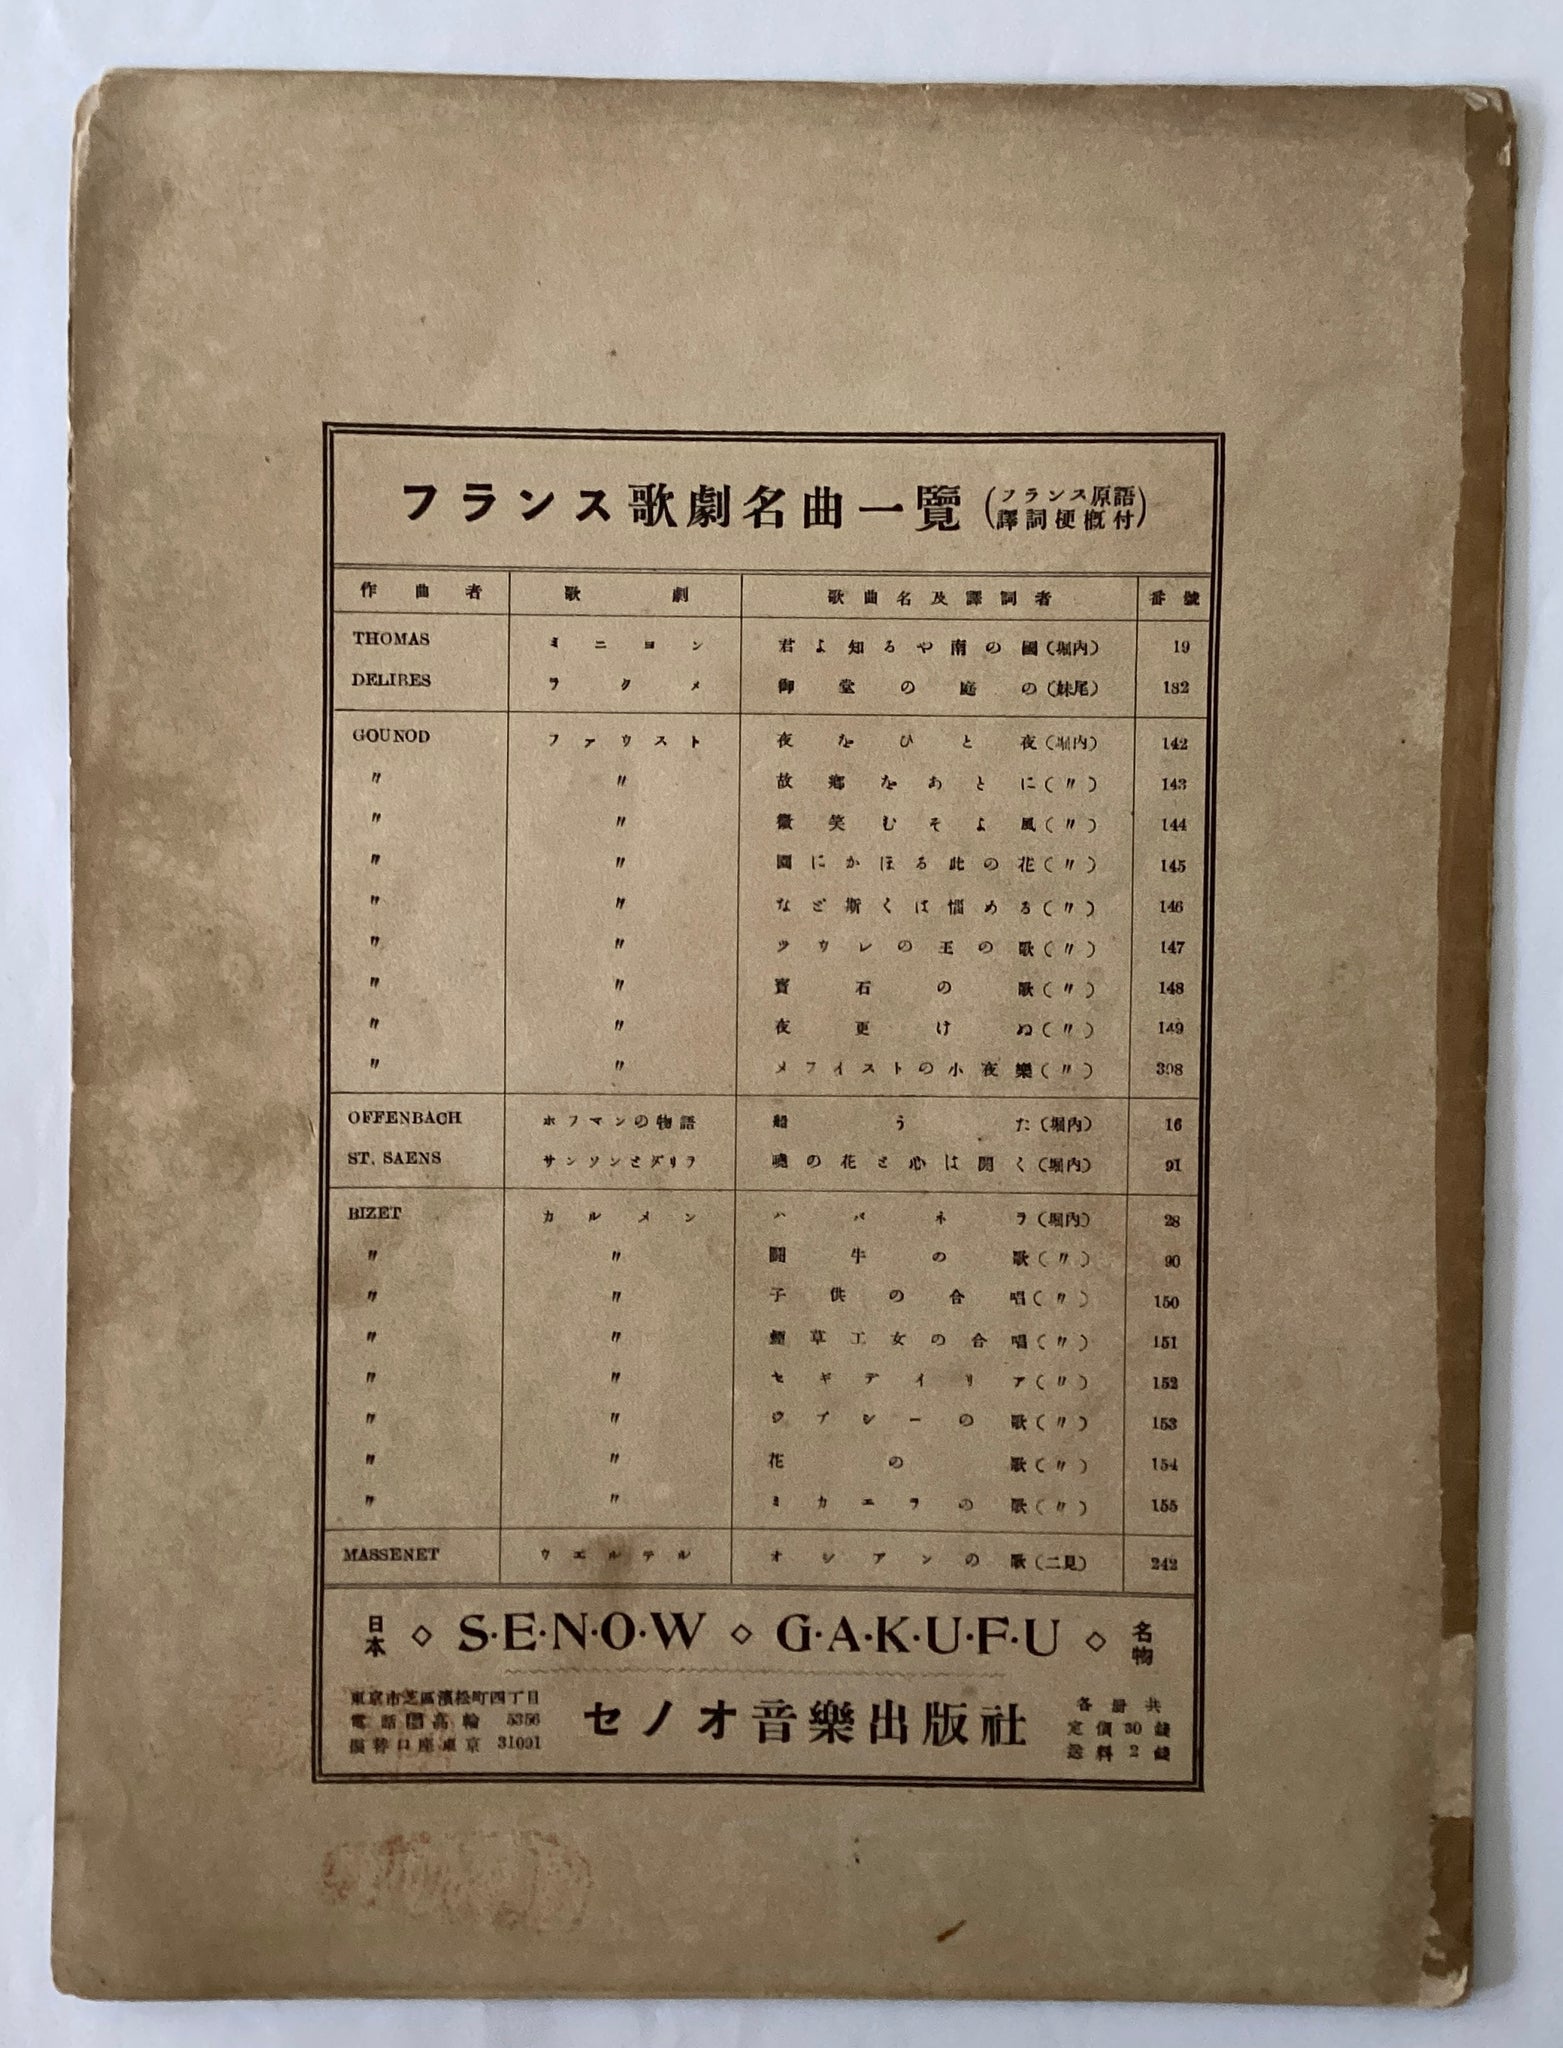 フランス歌劇名曲一覽(フランス原語譯詞梗槪付)
作曲者 歌劇 歌曲名及譯詞者 番號
THOMAS ミニヨン 君よ知るや南の國(堀内) 19
DELIBES ラクメ 御堂の庭の(妹尾) 182
GOUNOD ファウスト 夜をひと夜(堀内) 142
〃 〃 故鄕をあとに(〃) 143
〃 〃 微笑むそよ風(〃) 144
〃 〃 園にかほる此の花(〃) 145
〃 〃 など斯くは惱める(〃) 146
〃 〃 ツウレの王の歌(〃) 147
〃 〃 寳石の歌(〃) 148
〃 〃 夜更けぬ(〃) 149
〃 〃 メフイストの小夜樂(〃) 398
OFFENBACH ホフマンの物語 船うた(堀内) 16
ST. SAENS サンソンとダリラ 曉の花と心は開く(堀内) 91
BIZET カルメン ハバネラ(堀内) 28
〃 〃 鬪牛の歌(〃) 90
〃 〃 子供の合唱(〃) 150
〃 〃 煙草工女の合唱(〃) 151
〃 〃 セギデイリア(〃) 152
〃 〃 ヂプシーの歌(〃) 153
〃 〃 花の歌(〃) 154
〃 〃 ミカエラの歌(〃) 155
MASSENET ウエルテル オシアンの歌(二見) 242
日本 ◇ S·E·N·O·W ◇ G·A·K·U·F·U ◇ 名物
東京市芝區濱松町四丁目
電話高輪 5356
振替口座東京 31091
セノオ音樂出版社
各册共
定價 30 錢
送料 2 錢